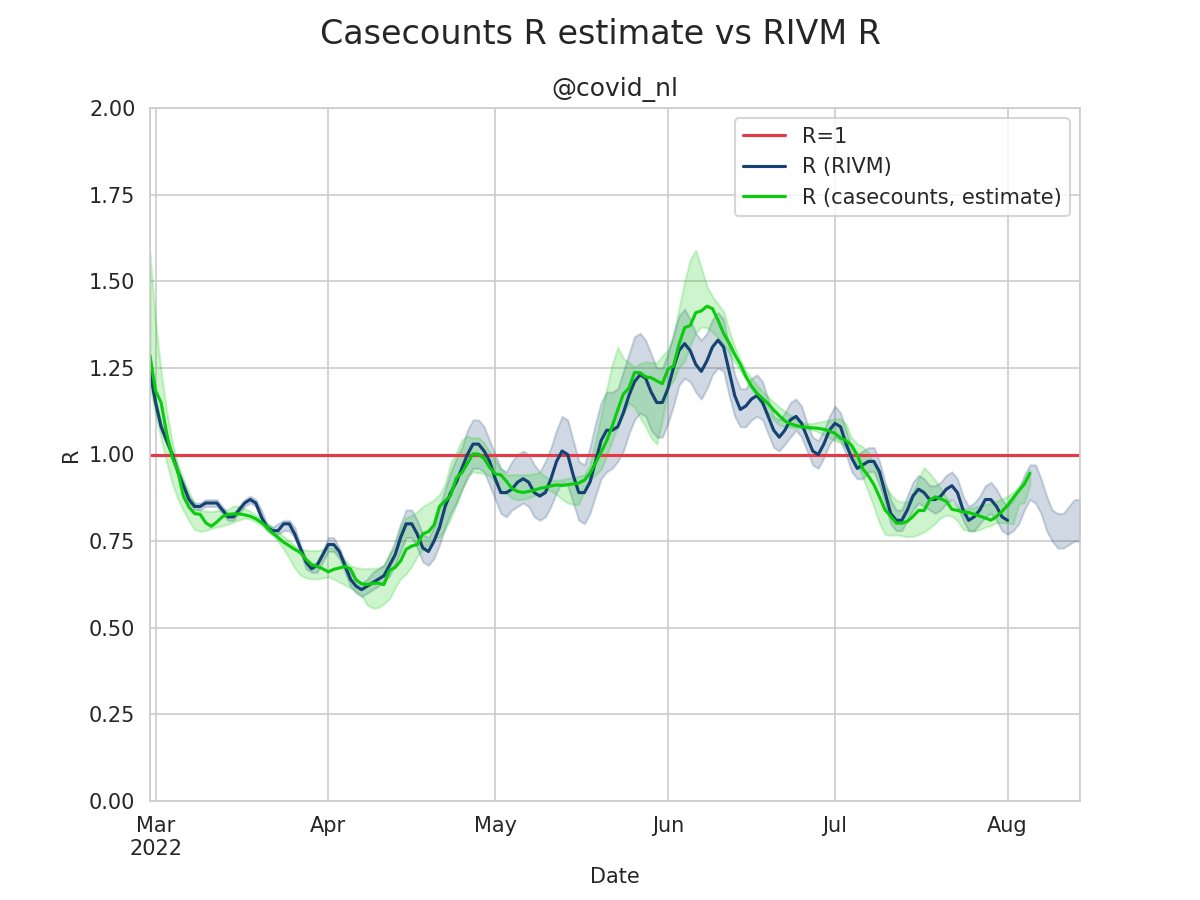 Casecounts R estimate vs RIVM R
@covid_nl
R=1
R (RIVM)
R (casecounts, estimate)
2.00
1.75
1.50
1.25
1.00
0.75
0.50
0.25
0.00
R
Mar Apr May Jun Jul Aug
2022
Date